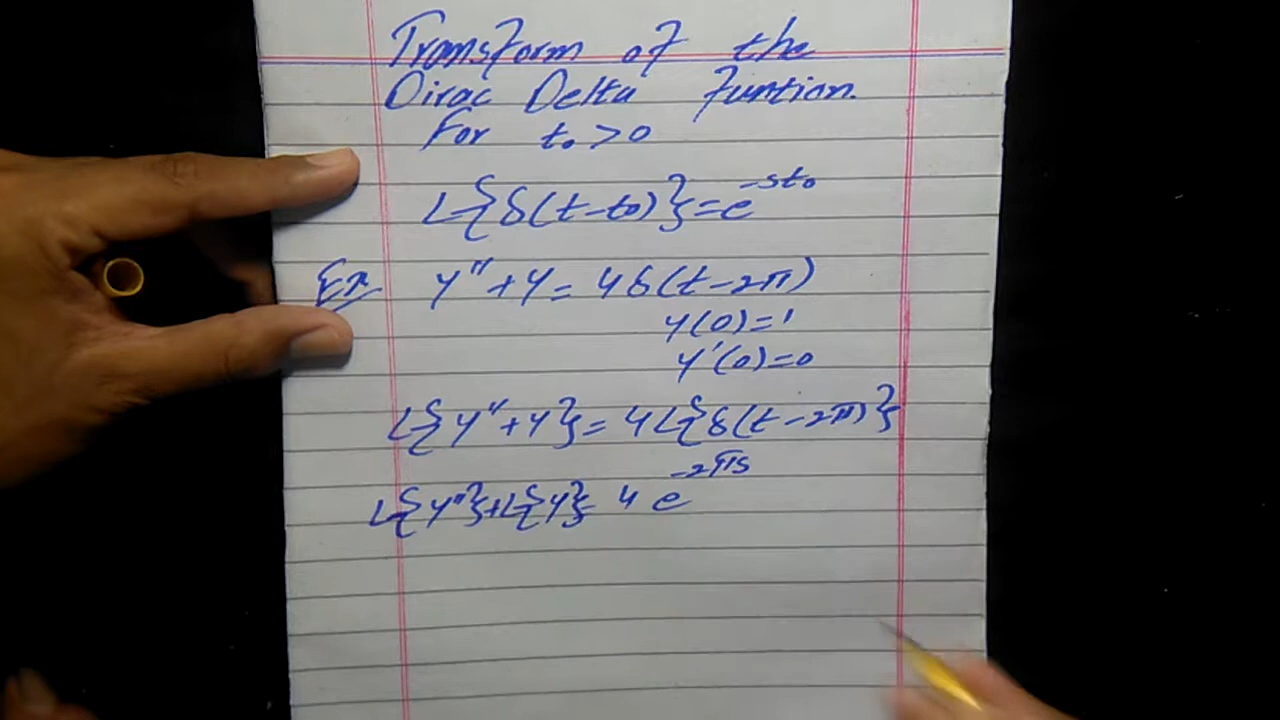 Transform of the
Dirac Delta Funtion.
For t₀ > 0
L{δ(t-t₀)} = e^-st₀
Ex y" + y = 4δ(t-2π)
y(0) = 1
y'(0) = 0
L{y" + y} = 4L{δ(t-2π)}
L{y"} + L{y} = 4 e^-2πs